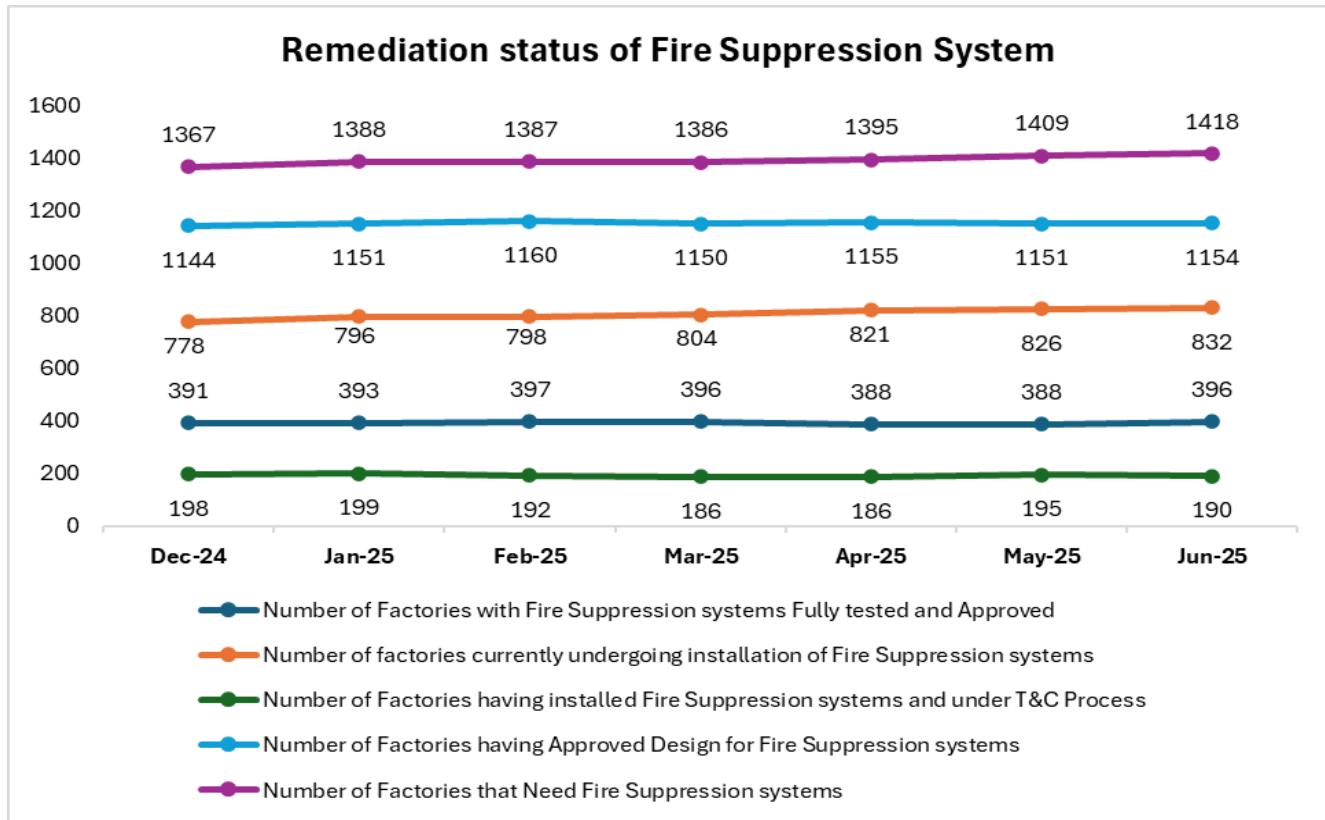 Remediation status of Fire Suppression System
1600
1367 1388 1387 1386 1395 1409 1418
1400
1200
1144 1151 1160 1150 1155 1151 1154
1000
800
778 796 798 804 821 826 832
600
391 393 397 396 388 388 396
400
200
198 199 192 186 186 195 190
0
Dec-24 Jan-25 Feb-25 Mar-25 Apr-25 May-25 Jun-25
Number of Factories with Fire Suppression systems Fully tested and Approved
Number of factories currently undergoing installation of Fire Suppression systems
Number of Factories having installed Fire Suppression systems and under T&C Process
Number of Factories having Approved Design for Fire Suppression systems
Number of Factories that Need Fire Suppression systems